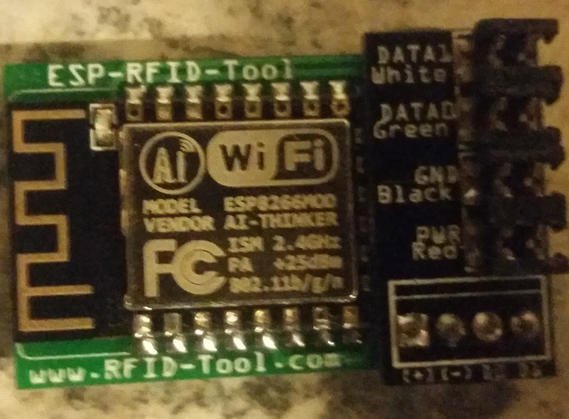 ESP-RFID-Tool
DATA1
White
DATA0
Green
GND
Black
PWR
Red
Ai WiFi
MODEL ESP8266MOD
VENDOR AI-THINKER
ISM 2.4GHz
PA +25dBm
802.11b/g/n
FC
www.RFID-Tool.com
(+) (-)